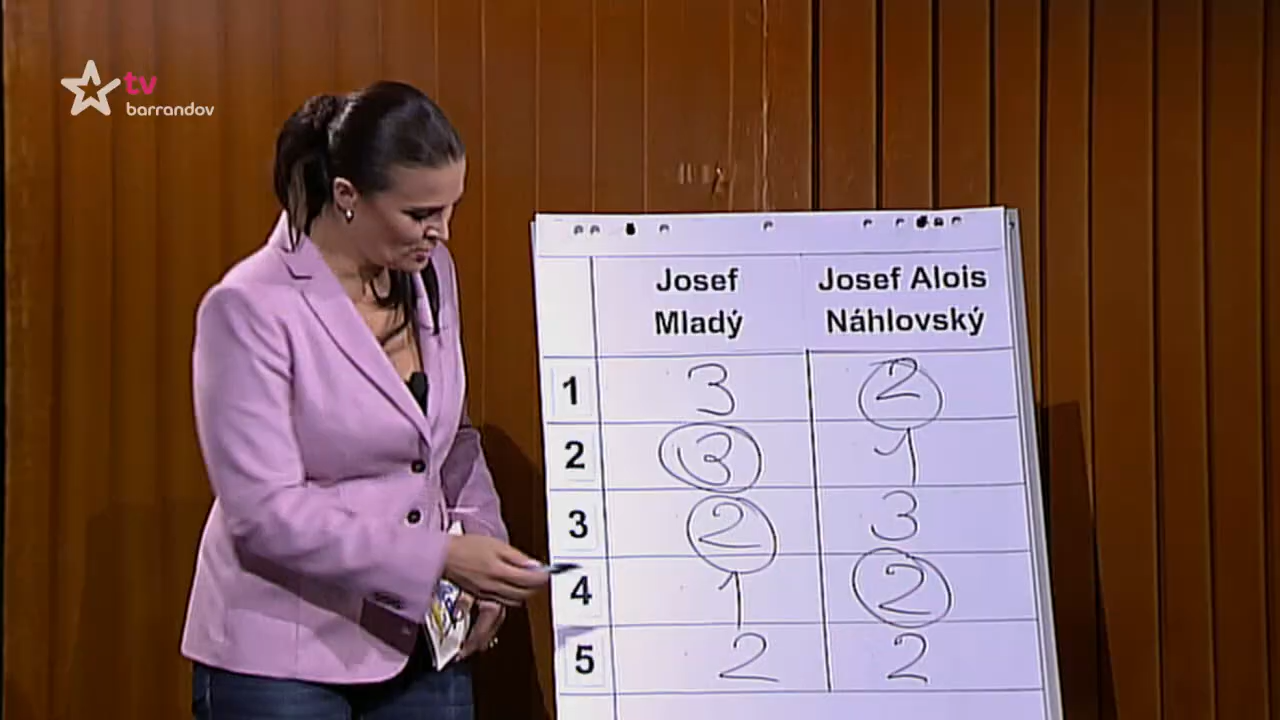 tv
barrandov
Josef Mladý
Josef Alois Náhlovský
1 3 2
2 3 1
3 2 3
4 1 2
5 2 2